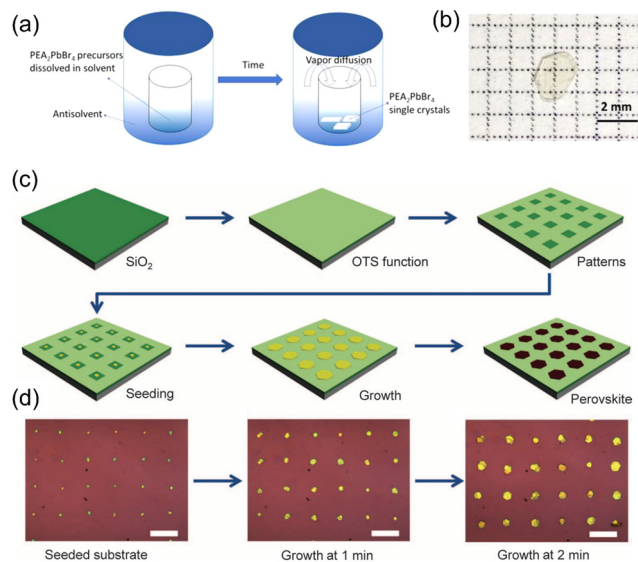 (a)
PEA₂PbBr₄ precursors
dissolved in solvent
Antisolvent
Time
Vapor diffusion
PEA₂PbBr₄
single crystals
(b)
2 mm
(c)
SiO₂
OTS function
Patterns
Seeding
Growth
Perovskite
(d)
Seeded substrate
Growth at 1 min
Growth at 2 min